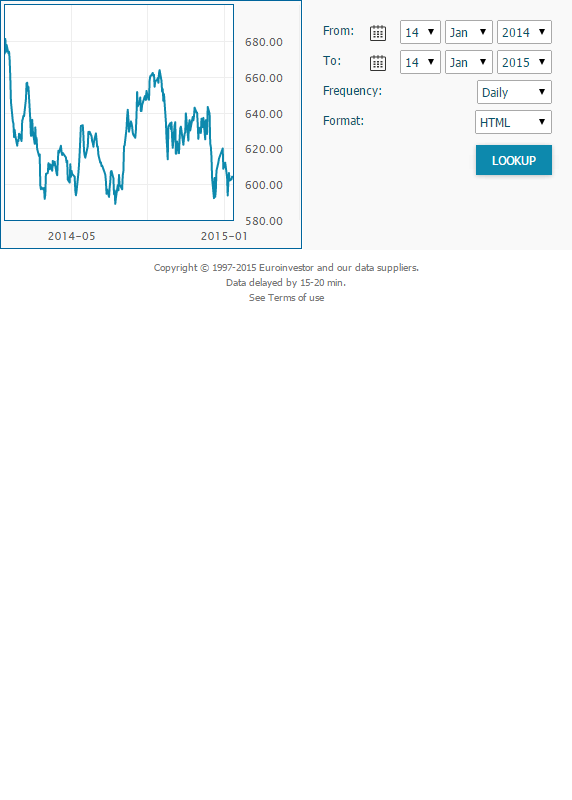 680.00
660.00
640.00
620.00
600.00
580.00
2014-05
2015-01
From: 14 Jan 2014
To: 14 Jan 2015
Frequency: Daily
Format: HTML
LOOKUP
Copyright © 1997-2015 Euroinvestor and our data suppliers.
Data delayed by 15-20 min.
See Terms of use